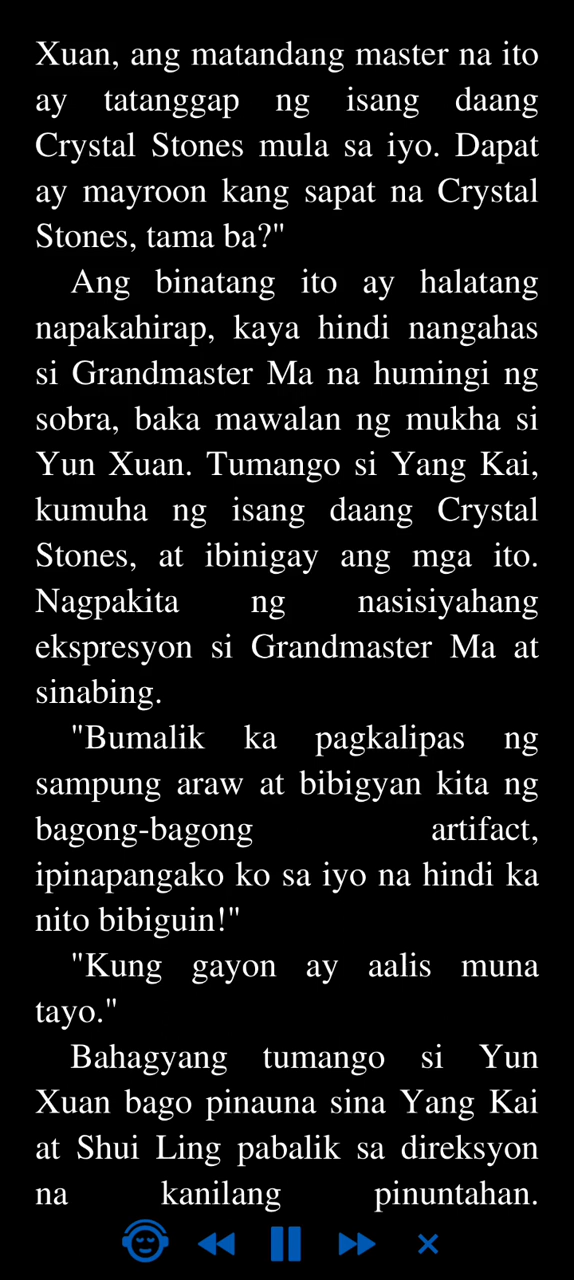 Xuan, ang matandang master na ito
ay tatanggap ng isang daang
Crystal Stones mula sa iyo. Dapat
ay mayroon kang sapat na Crystal
Stones, tama ba?"
Ang binatang ito ay halatang
napakahirap, kaya hindi nangahas
si Grandmaster Ma na humingi ng
sobra, baka mawalan ng mukha si
Yun Xuan. Tumango si Yang Kai,
kumuha ng isang daang Crystal
Stones, at ibinigay ang mga ito.
Nagpakita ng nasisiyahang
ekspresyon si Grandmaster Ma at
sinabing.
"Bumalik ka pagkalipas ng
sampung araw at bibigyan kita ng
bagong-bagong artifact,
ipinapangako ko sa iyo na hindi ka
nito bibiguin!"
"Kung gayon ay aalis muna
tayo."
Bahagyang tumango si Yun
Xuan bago pinauna sina Yang Kai
at Shui Ling pabalik sa direksyon
na kanilang pinuntahan.